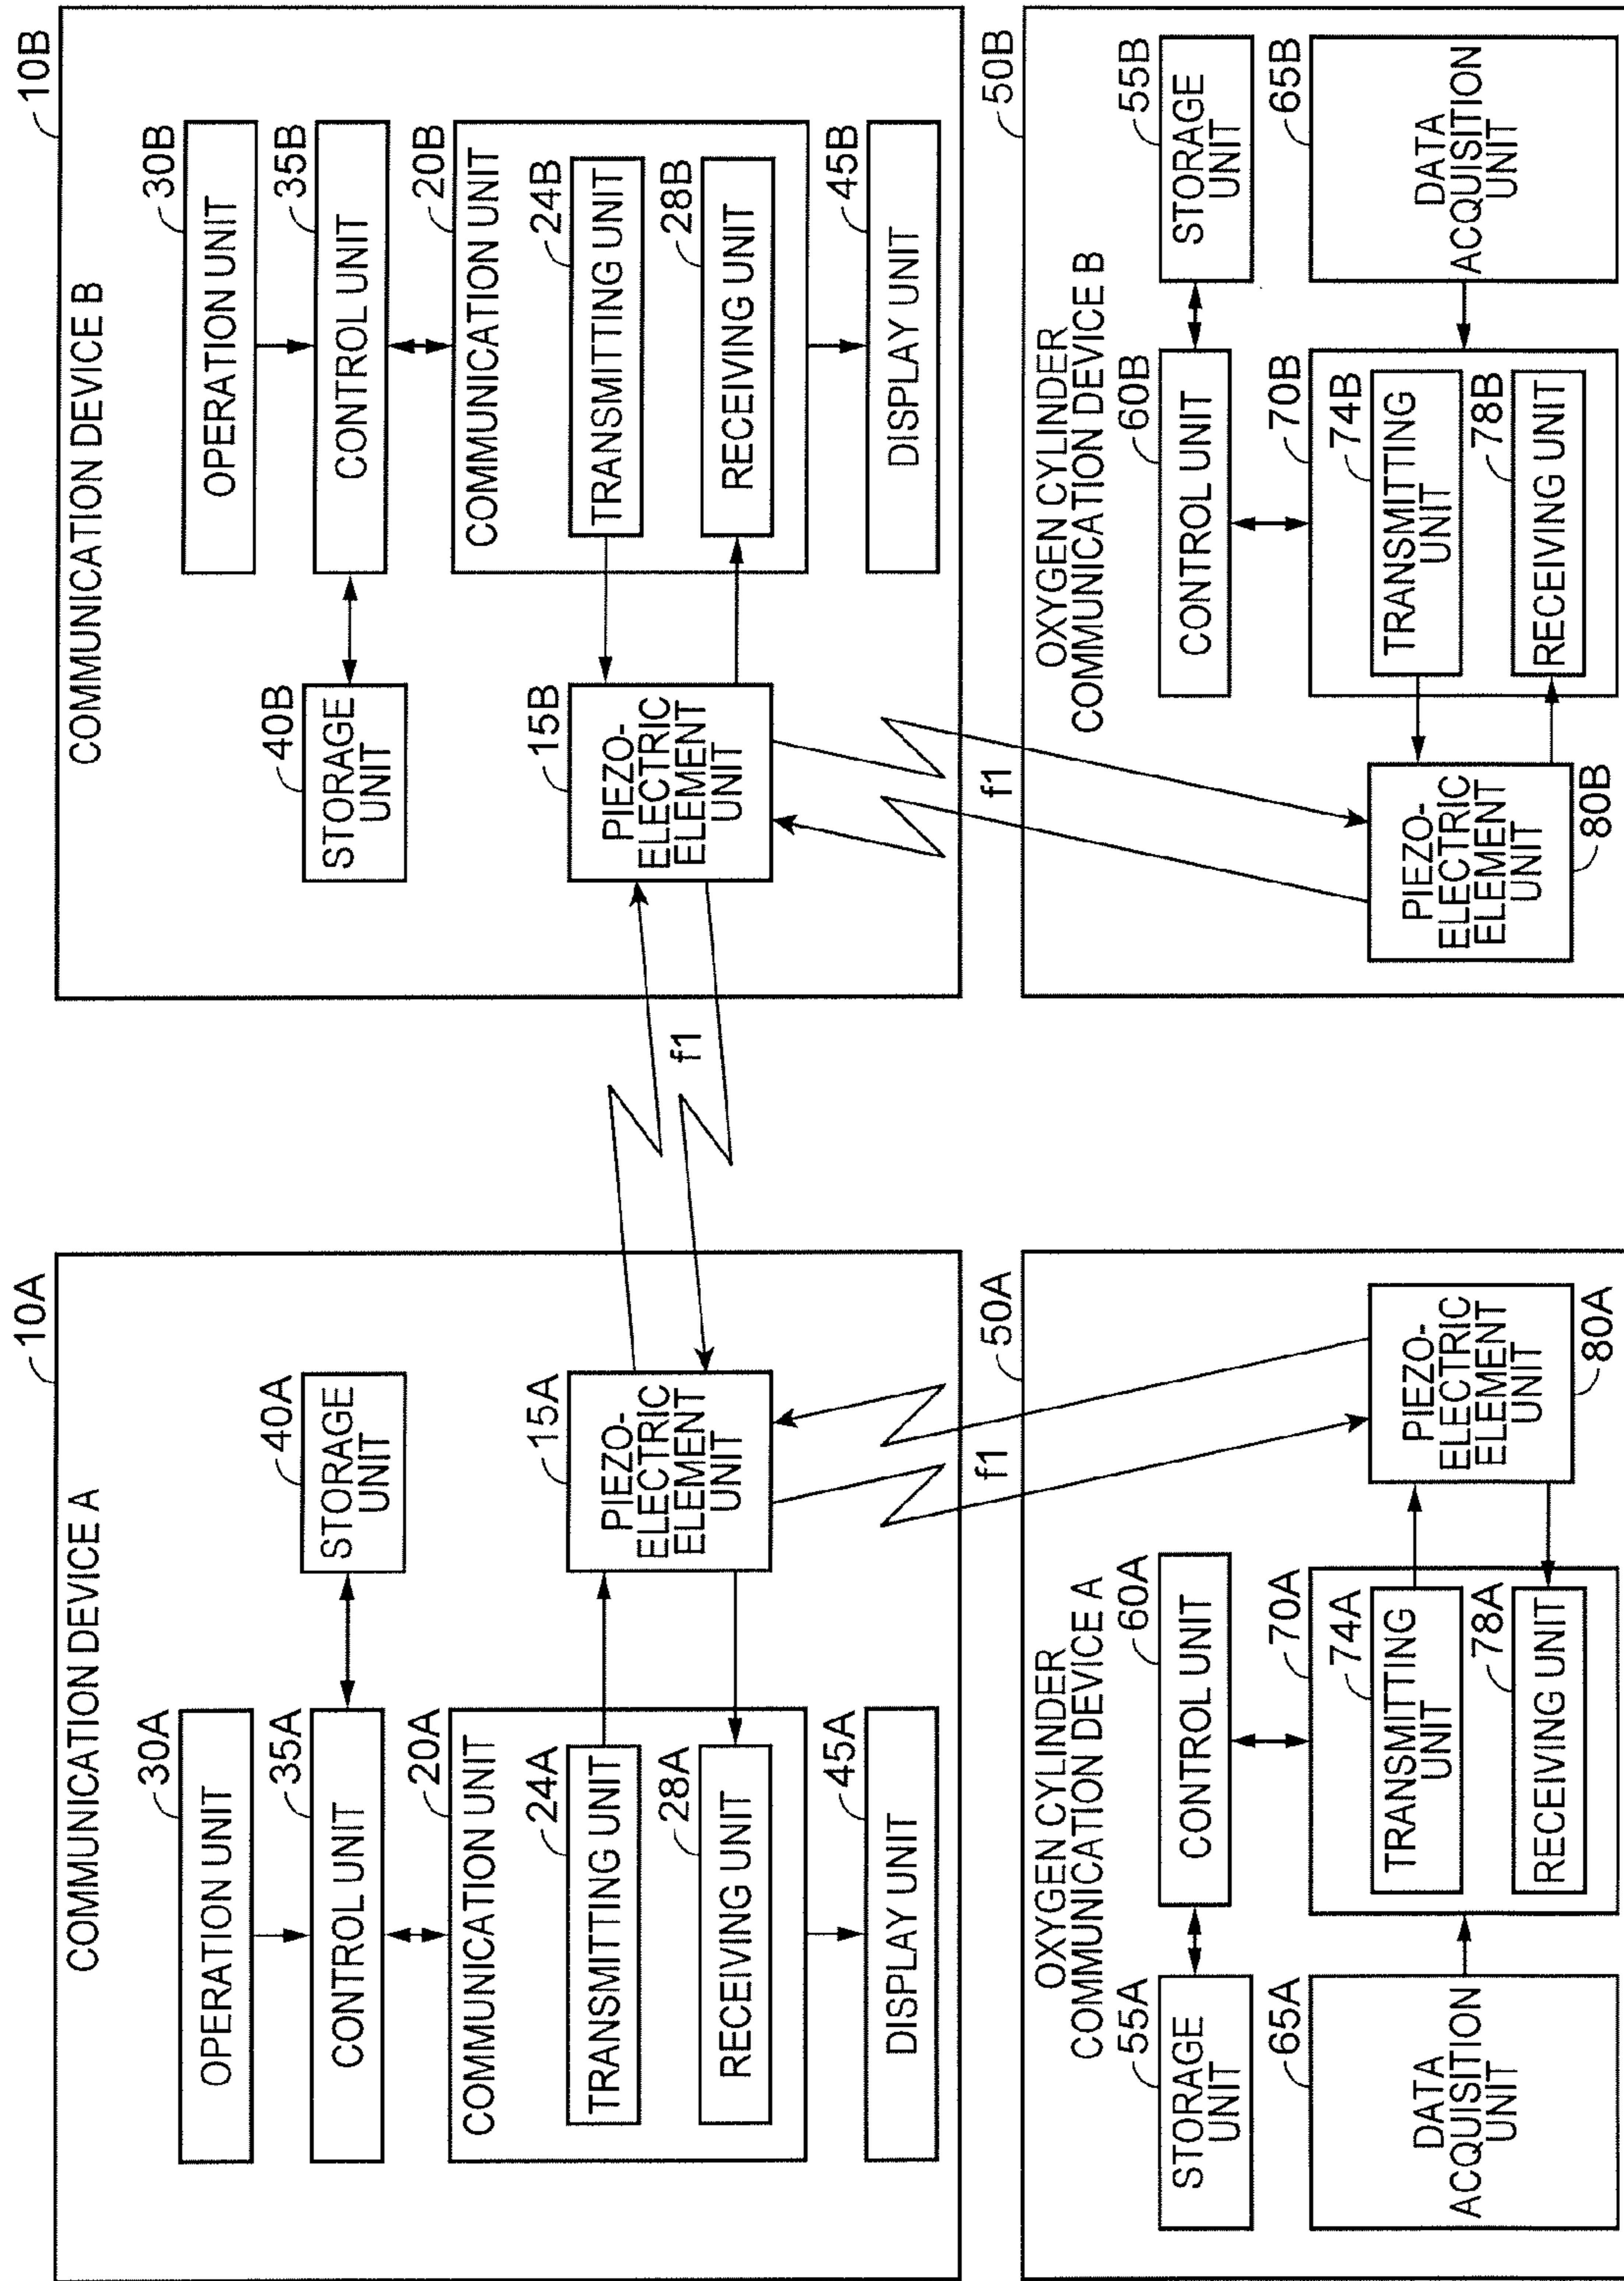 10A
COMMUNICATION DEVICE A
30A
OPERATION UNIT
35A
CONTROL UNIT
40A
STORAGE
UNIT
20A
COMMUNICATION UNIT
24A
TRANSMITTING UNIT
28A
RECEIVING UNIT
15A
PIEZO-
ELECTRIC
ELEMENT
UNIT
45A
DISPLAY UNIT
f1
10B
COMMUNICATION DEVICE B
30B
OPERATION UNIT
35B
CONTROL UNIT
40B
STORAGE
UNIT
20B
COMMUNICATION UNIT
24B
TRANSMITTING UNIT
28B
RECEIVING UNIT
15B
PIEZO-
ELECTRIC
ELEMENT
UNIT
45B
DISPLAY UNIT
f1
50A
OXYGEN CYLINDER
COMMUNICATION DEVICE A
55A
STORAGE
UNIT
60A
CONTROL UNIT
65A
DATA
ACQUISITION
UNIT
70A
74A
TRANSMITTING
UNIT
78A
RECEIVING UNIT
PIEZO-
ELECTRIC
ELEMENT
UNIT
80A
f1
50B
OXYGEN CYLINDER
COMMUNICATION DEVICE B
60B
CONTROL UNIT
55B
STORAGE
UNIT
70B
74B
TRANSMITTING
UNIT
78B
RECEIVING UNIT
65B
DATA
ACQUISITION
UNIT
PIEZO-
ELECTRIC
ELEMENT
UNIT
80B